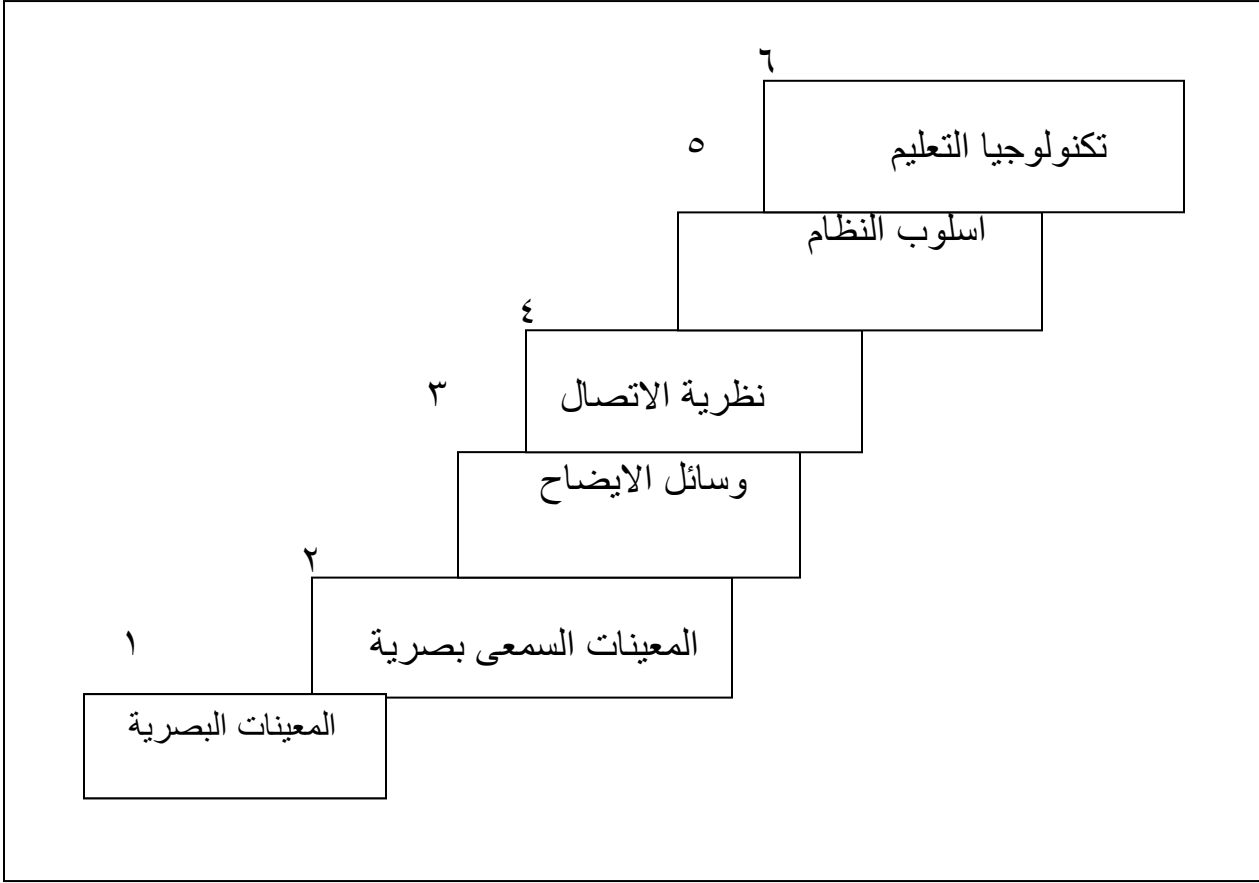 ٦
تكنولوجيا التعليم
٥
اسلوب النظام
٤
نظرية الاتصال
٣
وسائل الايضاح
٢
المعينات السمعى بصرية
١
المعينات البصرية